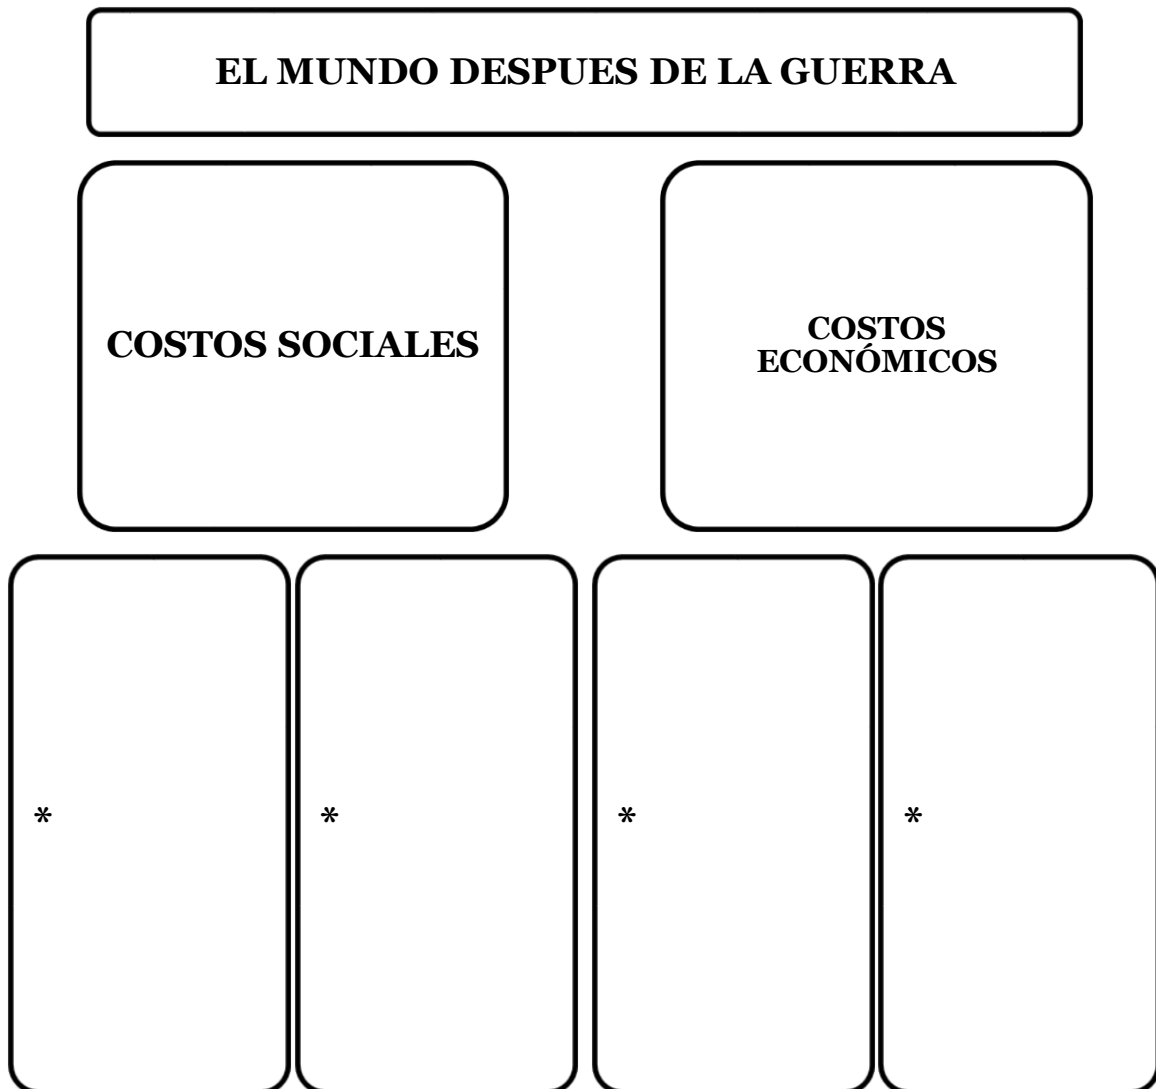 EL MUNDO DESPUES DE LA GUERRA
COSTOS SOCIALES
COSTOS
ECONÓMICOS
* * * *